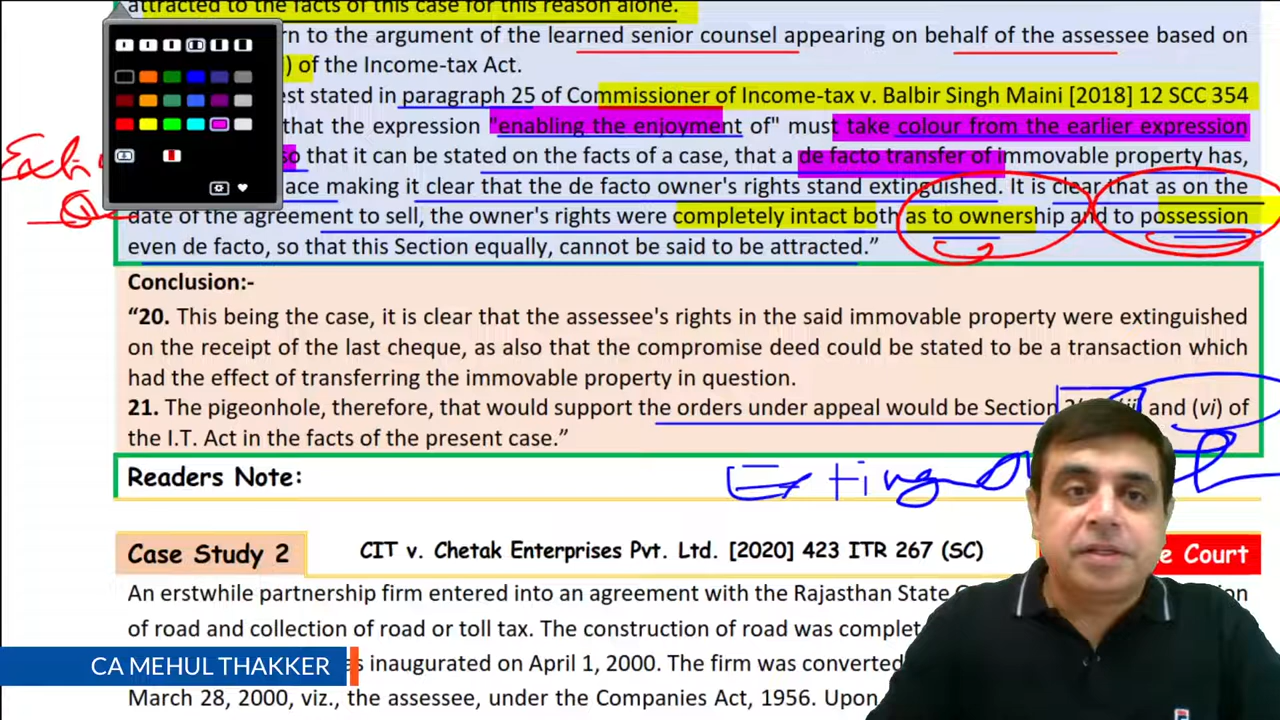 attracted to the facts of this case for this reason alone.
rn to the argument of the learned senior counsel appearing on behalf of the assessee based on
) of the Income-tax Act.
est stated in paragraph 25 of Commissioner of Income-tax v. Balbir Singh Maini [2018] 12 SCC 354
that the expression "enabling the enjoyment of" must take colour from the earlier expression
so that it can be stated on the facts of a case, that a de facto transfer of immovable property has,
ace making it clear that the de facto owner's rights stand extinguished. It is clear that as on the
date of the agreement to sell, the owner's rights were completely intact both as to ownership and to possession
even de facto, so that this Section equally, cannot be said to be attracted.”
Conclusion:-
“20. This being the case, it is clear that the assessee's rights in the said immovable property were extinguished
on the receipt of the last cheque, as also that the compromise deed could be stated to be a transaction which
had the effect of transferring the immovable property in question.
21. The pigeonhole, therefore, that would support the orders under appeal would be Section and (vi) of
the I.T. Act in the facts of the present case.”
Readers Note:
Case Study 2 CIT v. Chetak Enterprises Pvt. Ltd. [2020] 423 ITR 267 (SC) Court
An erstwhile partnership firm entered into an agreement with the Rajasthan State
of road and collection of road or toll tax. The construction of road was complet
CA MEHUL THAKKER
s inaugurated on April 1, 2000. The firm was converted
March 28, 2000, viz., the assessee, under the Companies Act, 1956. Upon